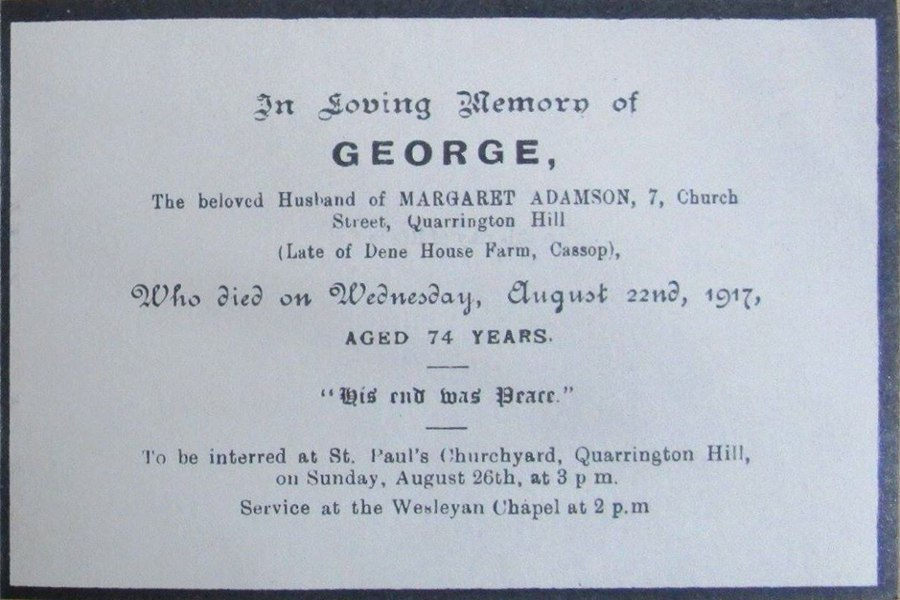 In Loving Memory of
GEORGE,
The beloved Husband of MARGARET ADAMSON, 7, Church
Street, Quarrington Hill
(Late of Dene House Farm, Cassop),
Who died on Wednesday, August 22nd, 1917,
AGED 74 YEARS.
"His end was Peace."
To be interred at St. Paul's Churchyard, Quarrington Hill,
on Sunday, August 26th, at 3 p m.
Service at the Wesleyan Chapel at 2 p.m